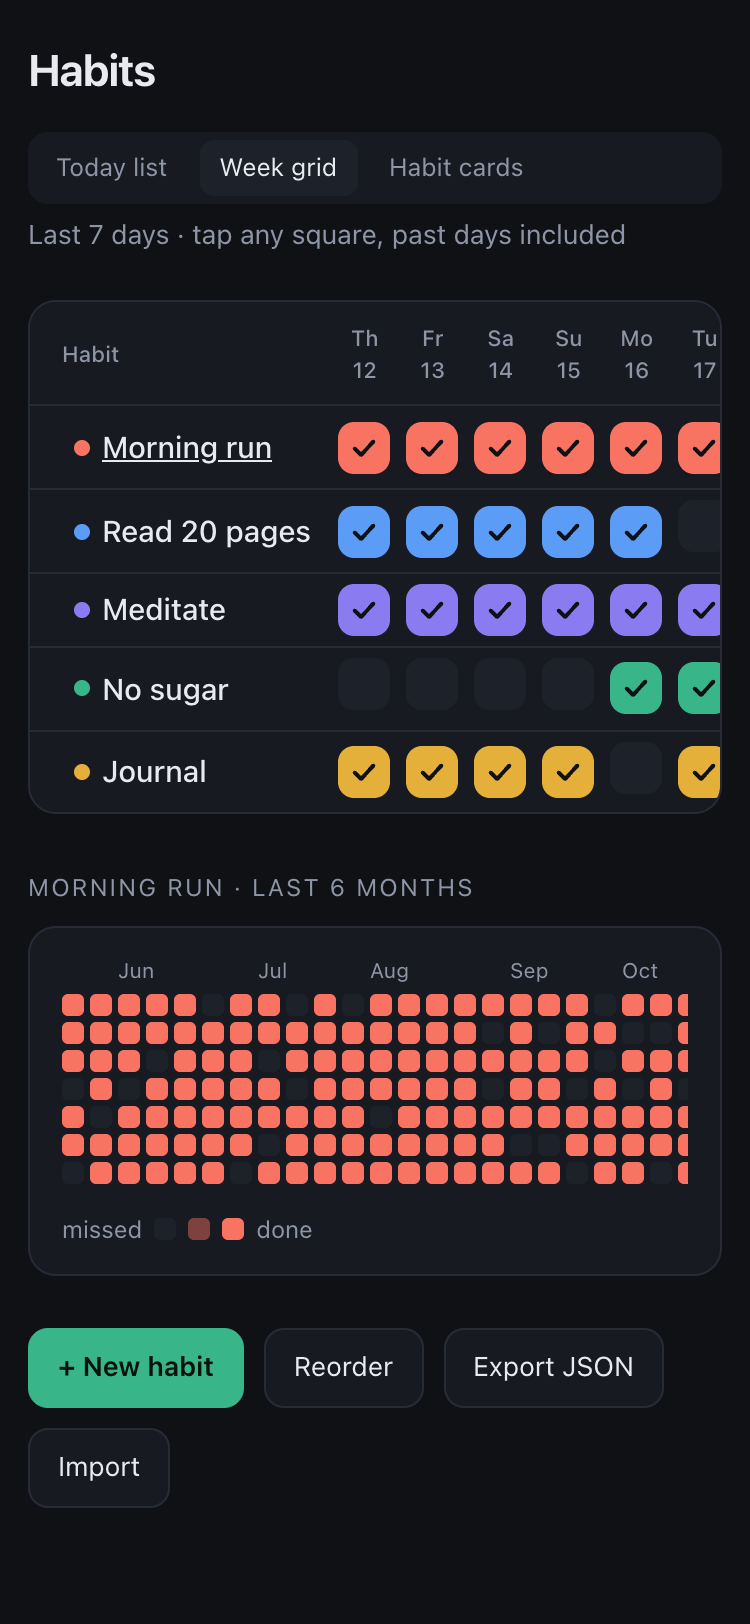 Habits
Today list Week grid Habit cards
Last 7 days · tap any square, past days included
Habit Th 12 Fr 13 Sa 14 Su 15 Mo 16 Tu 17
Morning run
Read 20 pages
Meditate
No sugar
Journal
MORNING RUN · LAST 6 MONTHS
Jun Jul Aug Sep Oct
missed done
+ New habit Reorder Export JSON
Import